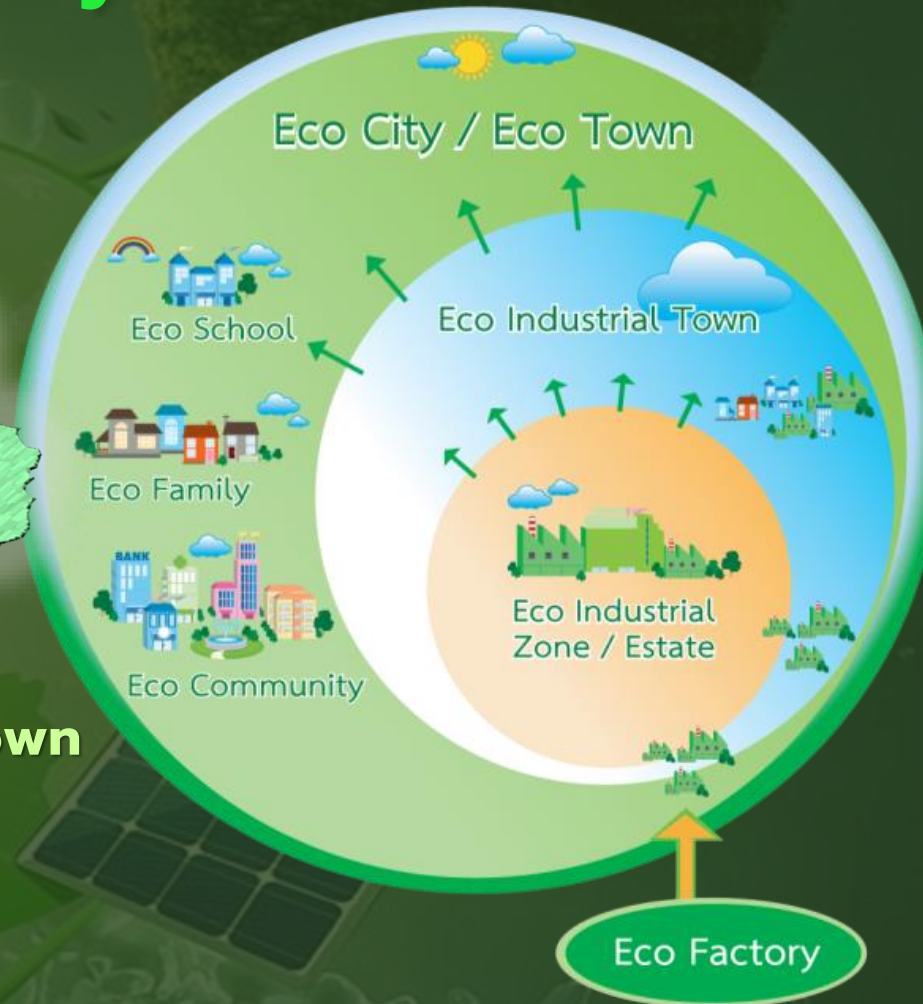 Eco City / Eco Town
Eco School
Eco Industrial Town
Eco Family
BANK
Eco Industrial
Zone / Estate
Eco Community
Eco Factory